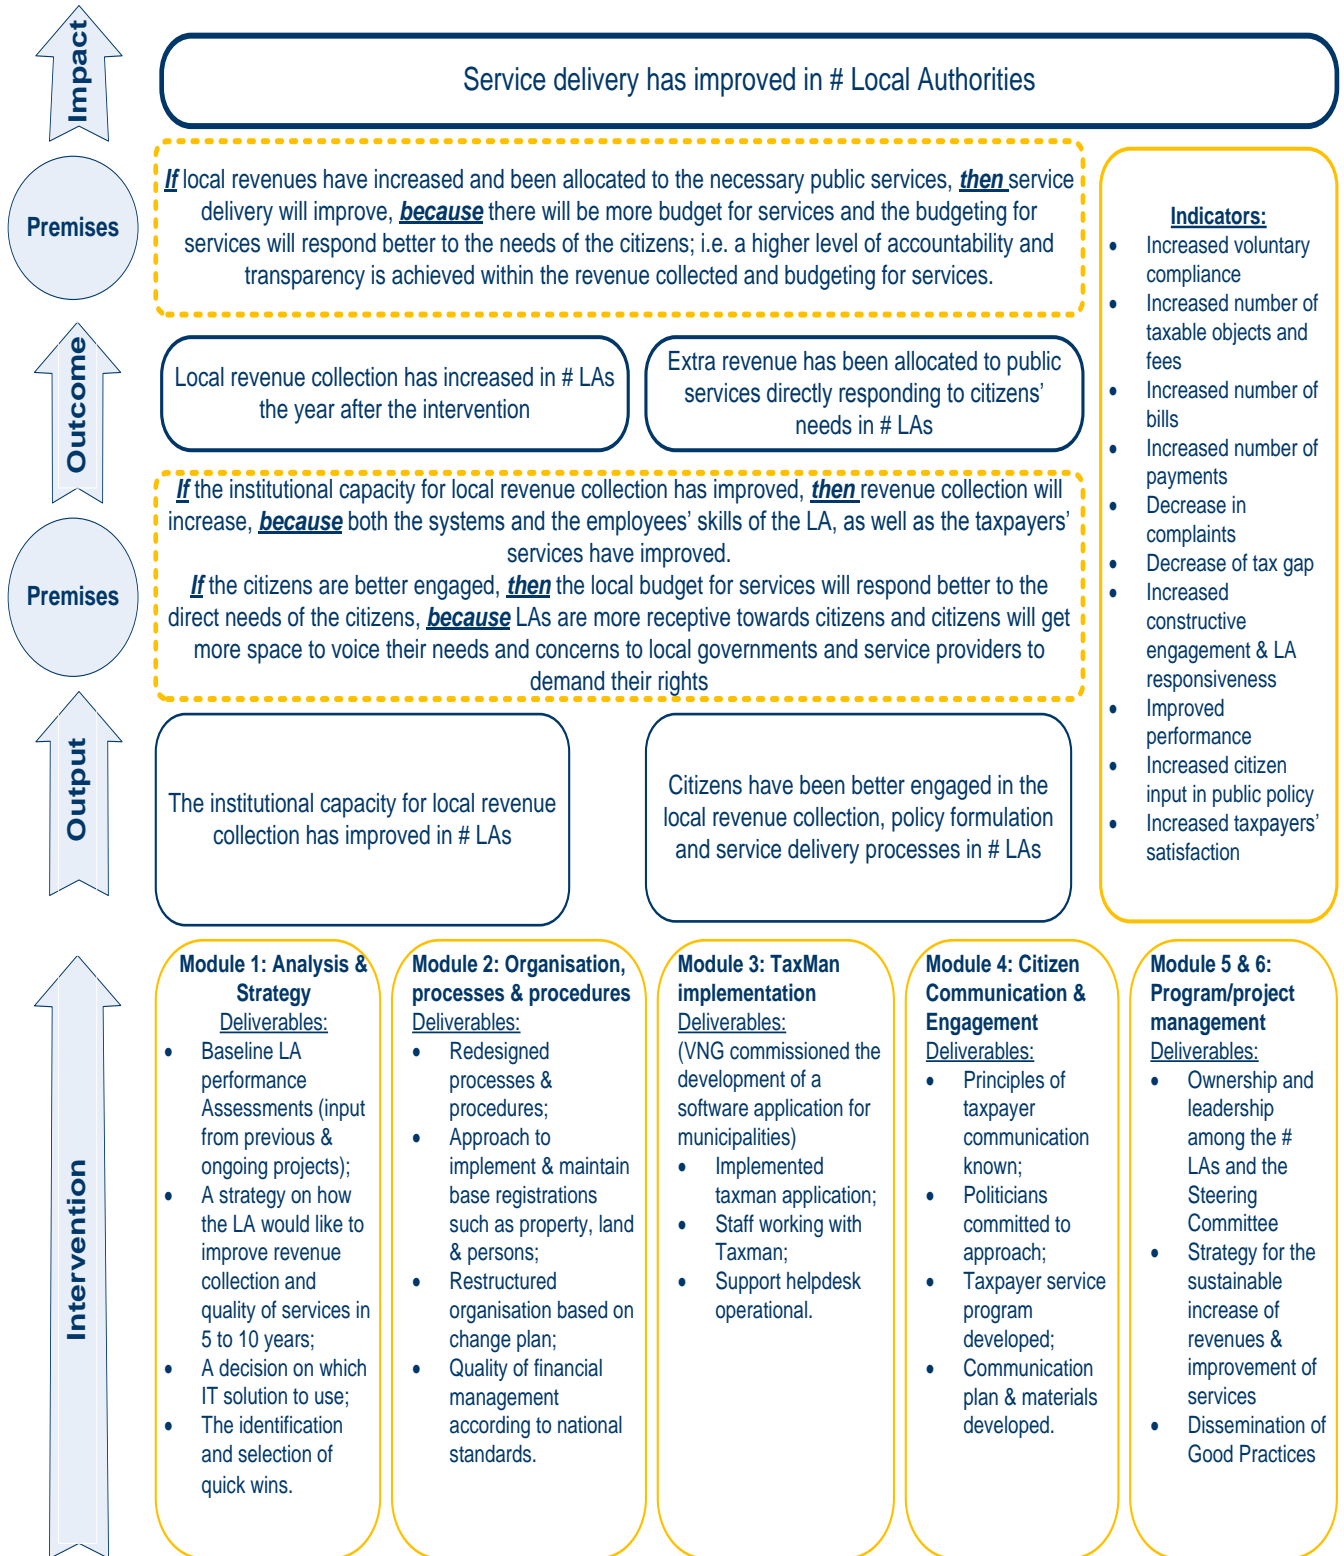 Impact
Service delivery has improved in # Local Authorities
Premises
If local revenues have increased and been allocated to the necessary public services, then service
delivery will improve, because there will be more budget for services and the budgeting for
services will respond better to the needs of the citizens; i.e. a higher level of accountability and
transparency is achieved within the revenue collected and budgeting for services.
Outcome
Local revenue collection has increased in # LAs
the year after the intervention
Extra revenue has been allocated to public
services directly responding to citizens'
needs in # LAs
Premises
If the institutional capacity for local revenue collection has improved, then revenue collection will
increase, because both the systems and the employees' skills of the LA, as well as the taxpayers'
services have improved.
If the citizens are better engaged, then the local budget for services will respond better to the
direct needs of the citizens, because LAs are more receptive towards citizens and citizens will get
more space to voice their needs and concerns to local governments and service providers to
demand their rights
Output
The institutional capacity for local revenue
collection has improved in # LAs
Citizens have been better engaged in the
local revenue collection, policy formulation
and service delivery processes in # LAs
Indicators:
• Increased voluntary
compliance
• Increased number of
taxable objects and
fees
• Increased number of
bills
• Increased number of
payments
• Decrease in
complaints
• Decrease of tax gap
• Increased
constructive
engagement & LA
responsiveness
• Improved
performance
• Increased citizen
input in public policy
• Increased taxpayers'
satisfaction
Intervention
Module 1: Analysis &
Strategy
Deliverables:
• Baseline LA
performance
Assessments (input
from previous &
ongoing projects);
• A strategy on how
the LA would like to
improve revenue
collection and
quality of services in
5 to 10 years;
• A decision on which
IT solution to use;
• The identification
and selection of
quick wins.
Module 2: Organisation,
processes & procedures
Deliverables:
• Redesigned
processes &
procedures;
• Approach to
implement & maintain
base registrations
such as property, land
& persons;
• Restructured
organisation based on
change plan;
• Quality of financial
management
according to national
standards.
Module 3: TaxMan
implementation
Deliverables:
(VNG commissioned the
development of a
software application for
municipalities)
• Implemented
taxman application;
• Staff working with
Taxman;
• Support helpdesk
operational.
Module 4: Citizen
Communication &
Engagement
Deliverables:
• Principles of
taxpayer
communication
known;
• Politicians
committed to
approach;
• Taxpayer service
program
developed;
• Communication
plan & materials
developed.
Module 5 & 6:
Program/project
management
Deliverables:
• Ownership and
leadership
among the #
LAs and the
Steering
Committee
• Strategy for the
sustainable
increase of
revenues &
improvement of
services
• Dissemination of
Good Practices